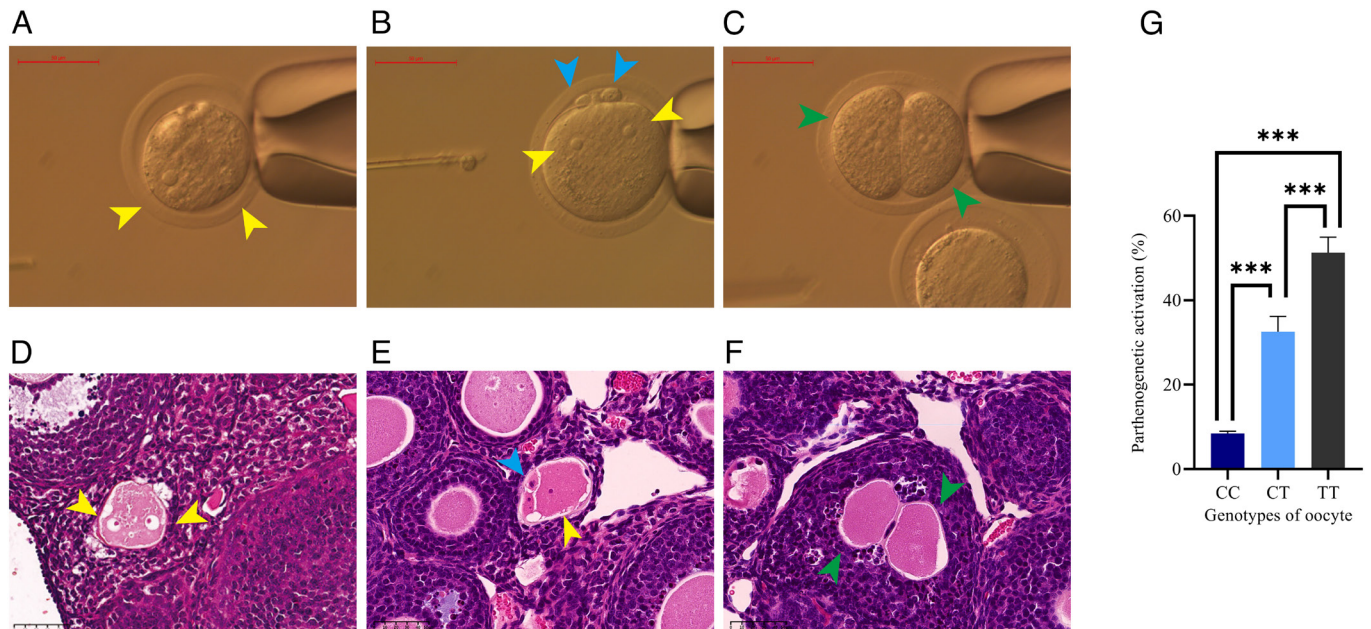 A
B
C
G
***
***
***
60
40
20
0
Parthenogenetic activation (%)
CC
CT
TT
Genotypes of oocyte
D
E
F